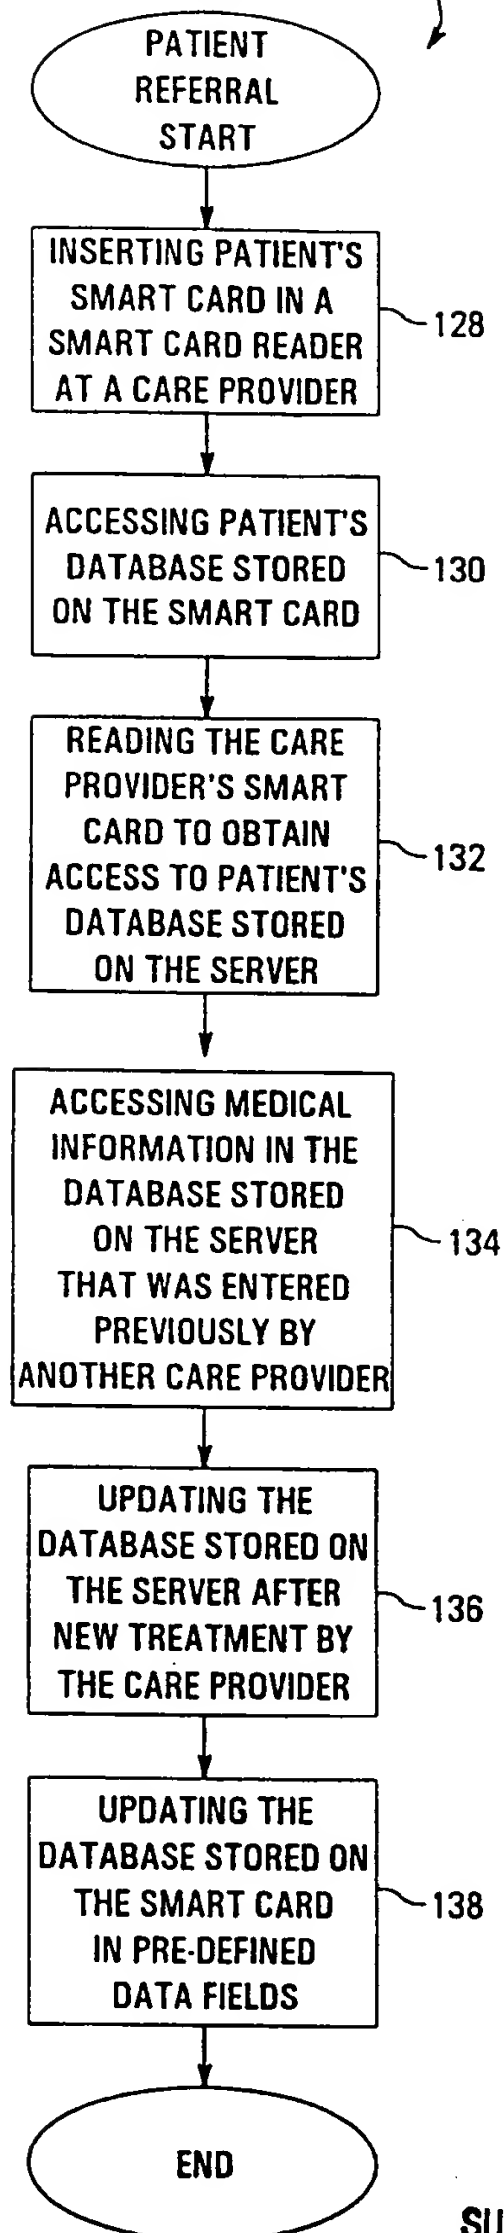 PATIENT
REFERRAL
START
INSERTING PATIENT'S
SMART CARD IN A
SMART CARD READER
AT A CARE PROVIDER
128
ACCESSING PATIENT'S
DATABASE STORED
ON THE SMART CARD
130
READING THE CARE
PROVIDER'S SMART
CARD TO OBTAIN
ACCESS TO PATIENT'S
DATABASE STORED
ON THE SERVER
132
ACCESSING MEDICAL
INFORMATION IN THE
DATABASE STORED
ON THE SERVER
THAT WAS ENTERED
PREVIOUSLY BY
ANOTHER CARE PROVIDER
134
UPDATING THE
DATABASE STORED ON
THE SERVER AFTER
NEW TREATMENT BY
THE CARE PROVIDER
136
UPDATING THE
DATABASE STORED ON
THE SMART CARD
IN PRE-DEFINED
DATA FIELDS
138
END